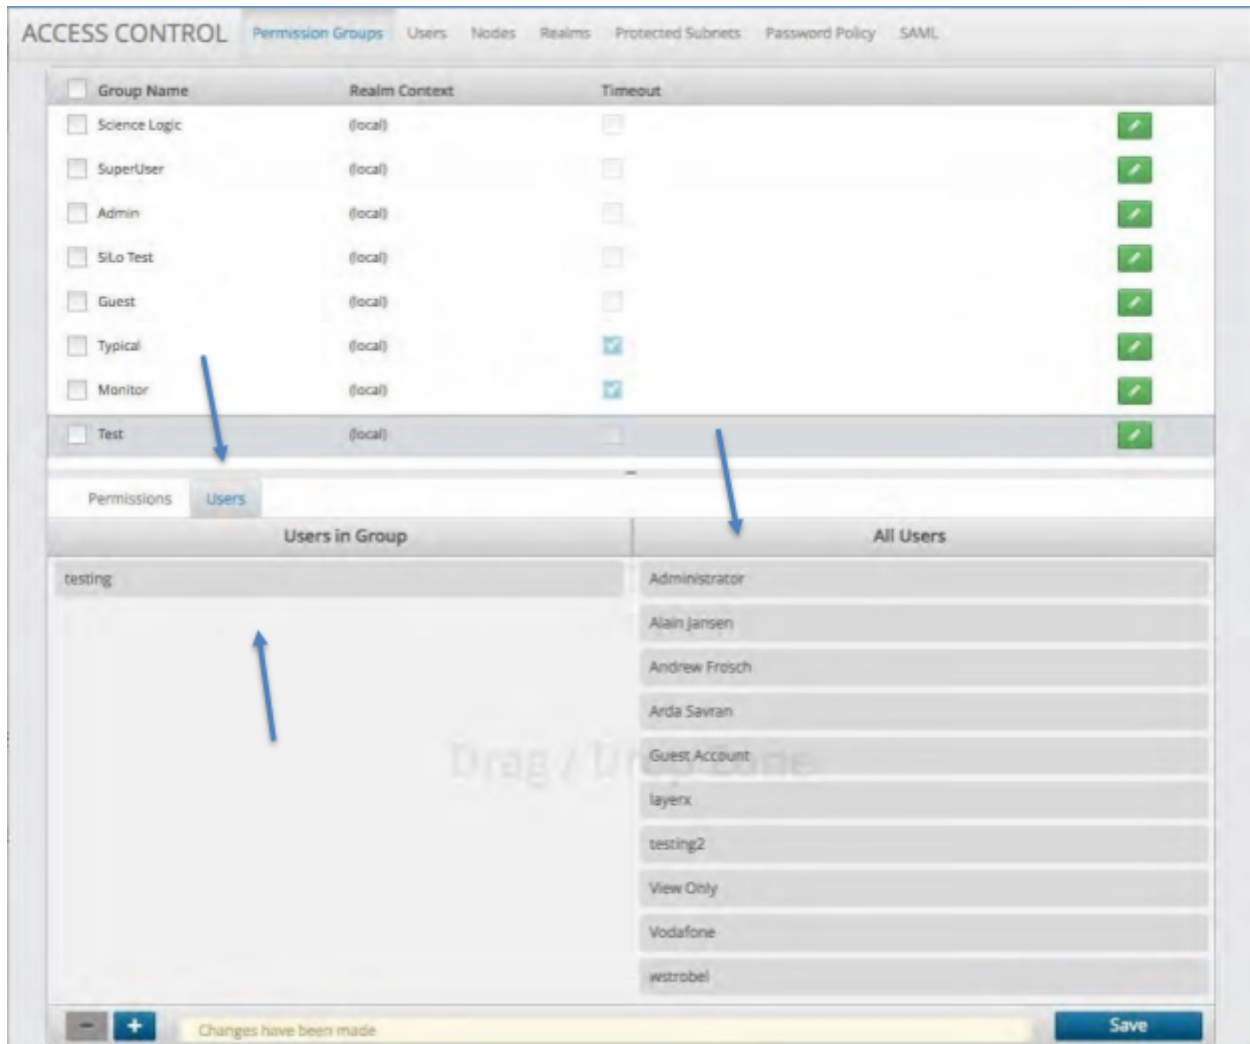 ACCESS CONTROL Permission Groups Users Nodes Realms Protected Subnets Password Policy SAML
Group Name Realm Context Timeout
Science Logic (local)
SuperUser (local)
Admin (local)
SiLo Test (local)
Guest (local)
Typical (local)
Monitor (local)
Test (local)
Permissions Users
Users in Group All Users
testing Administrator
Alain Jansen
Andrew Frosch
Arda Savran
Drag / Drop Zone
Guest Account
layerx
testing2
View Only
Vodafone
wstrobel
Changes have been made Save